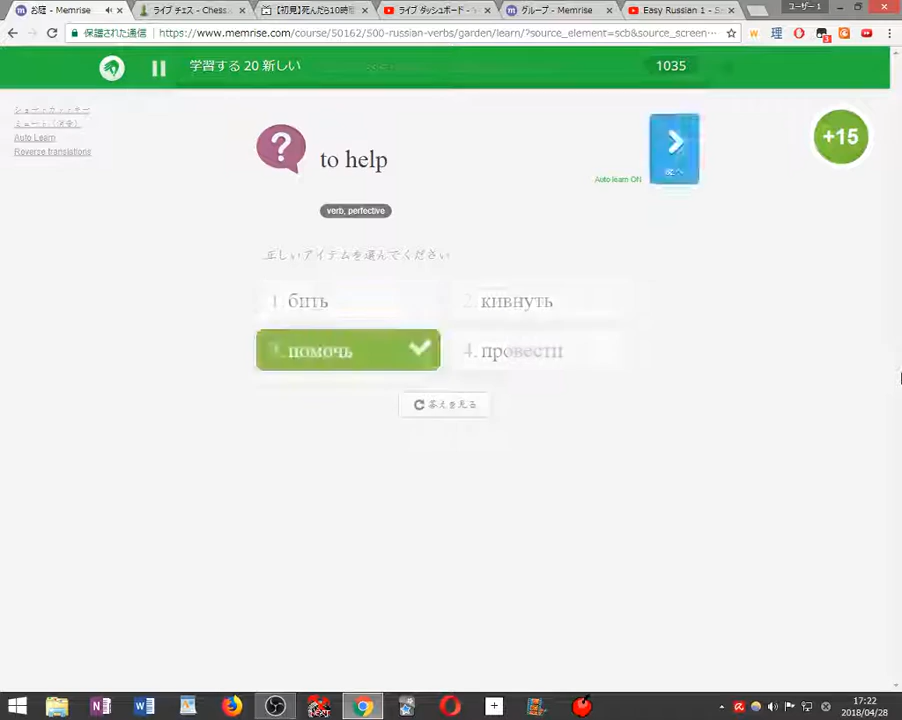 お庭 - Memrise
ライブ チェス - Chess.
【初見】死んだら10時
ライブ ダッシュボード -
グループ - Memrise
Easy Russian 1 -
ユーザー 1
保護された通信
https://www.memrise.com/course/50162/500-russian-verbs/garden/learn/?source_element=scb&source_screen…
学習する 20 新しい
1035
Auto Learn
Reverse translations
to help
次へ
Auto learn ON
+15
verb, perfective
正しいアイテムを選んでください
1. бить
2. кивнуть
3. помочь
4. провести
答えを見る
17:22
2018/04/28